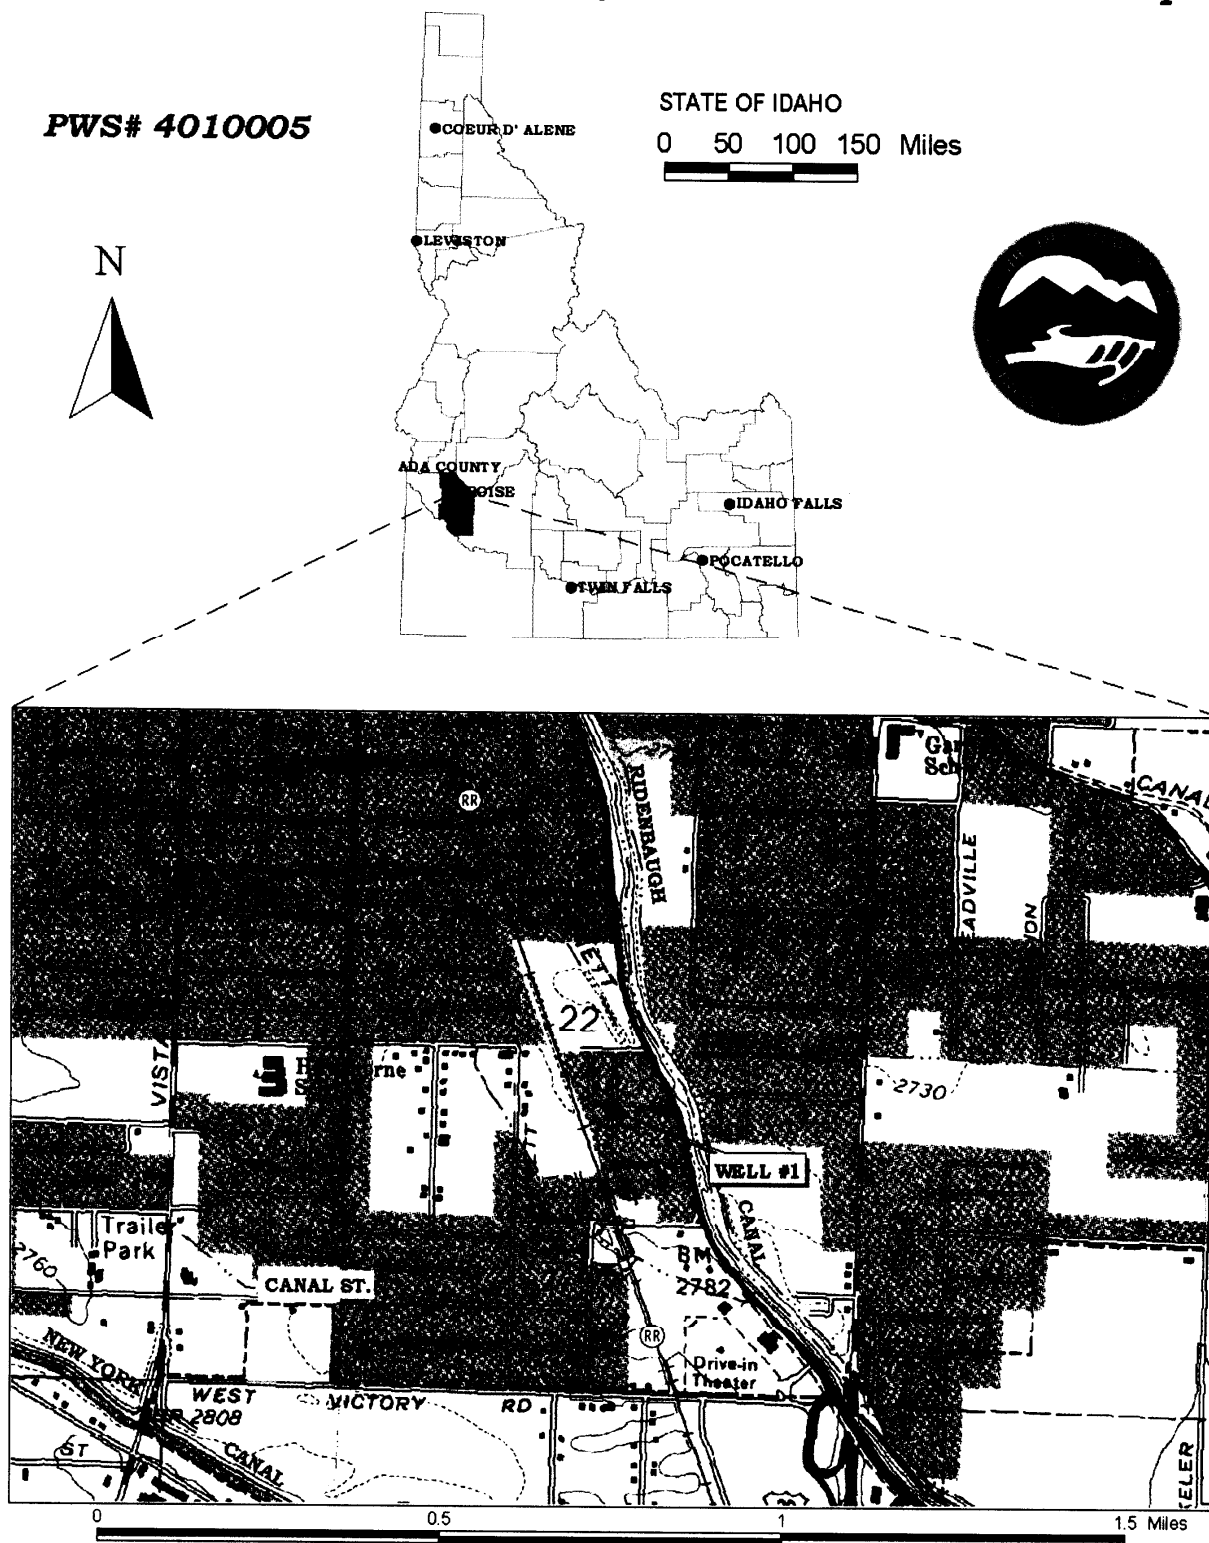 PWS# 4010005
STATE OF IDAHO
0 50 100 150 Miles
N
COEUR D' ALENE
LEWISTON
ADA COUNTY
BOISE
IDAHO FALLS
POCATELLO
TWIN FALLS
RR
RIDENBAUGH
CANAL
ETT
22
VIST
2730
WELL #1
CANAL
Trailer
Park
2760
CANAL ST.
BM
2782
RR
Drive-in
Theater
NEW YORK
WEST VICTORY RD
2808
CANAL
ST
0 0.5 1 1.5 Miles